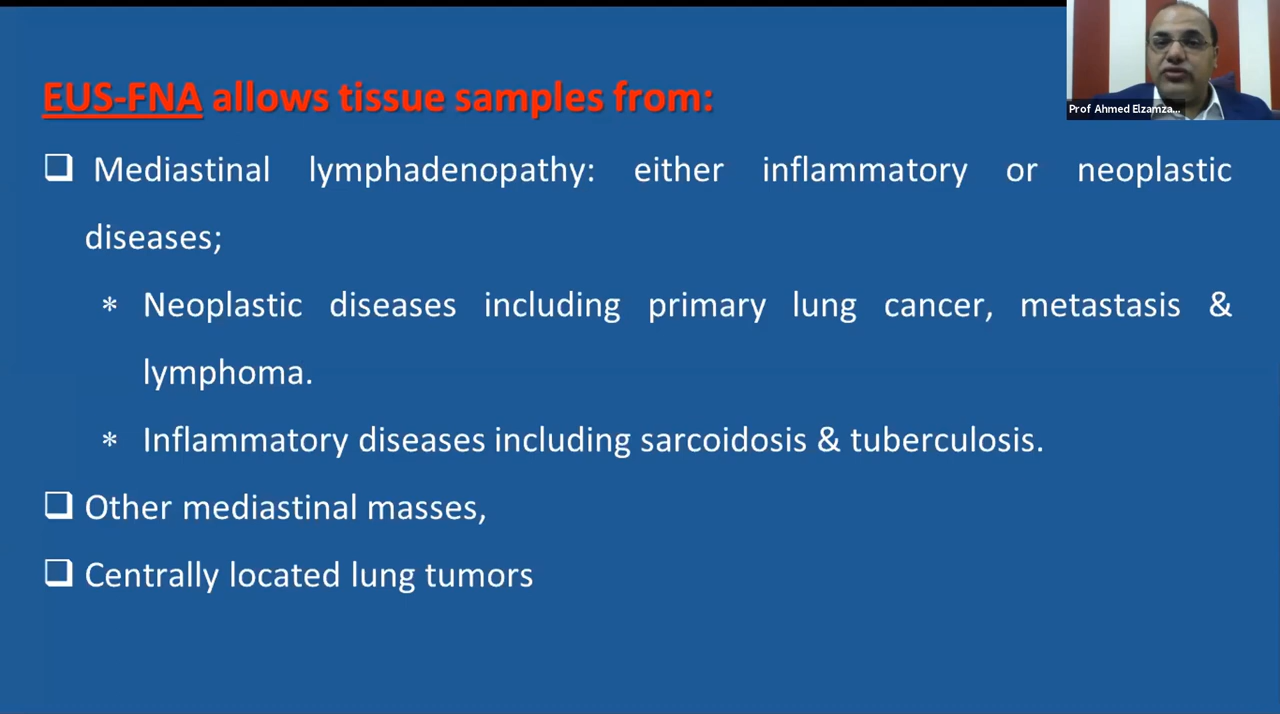 Prof Ahmed Elzamza...
EUS-FNA allows tissue samples from:
❑ Mediastinal lymphadenopathy: either inflammatory or neoplastic
diseases;
* Neoplastic diseases including primary lung cancer, metastasis &
lymphoma.
* Inflammatory diseases including sarcoidosis & tuberculosis.
❑ Other mediastinal masses,
❑ Centrally located lung tumors